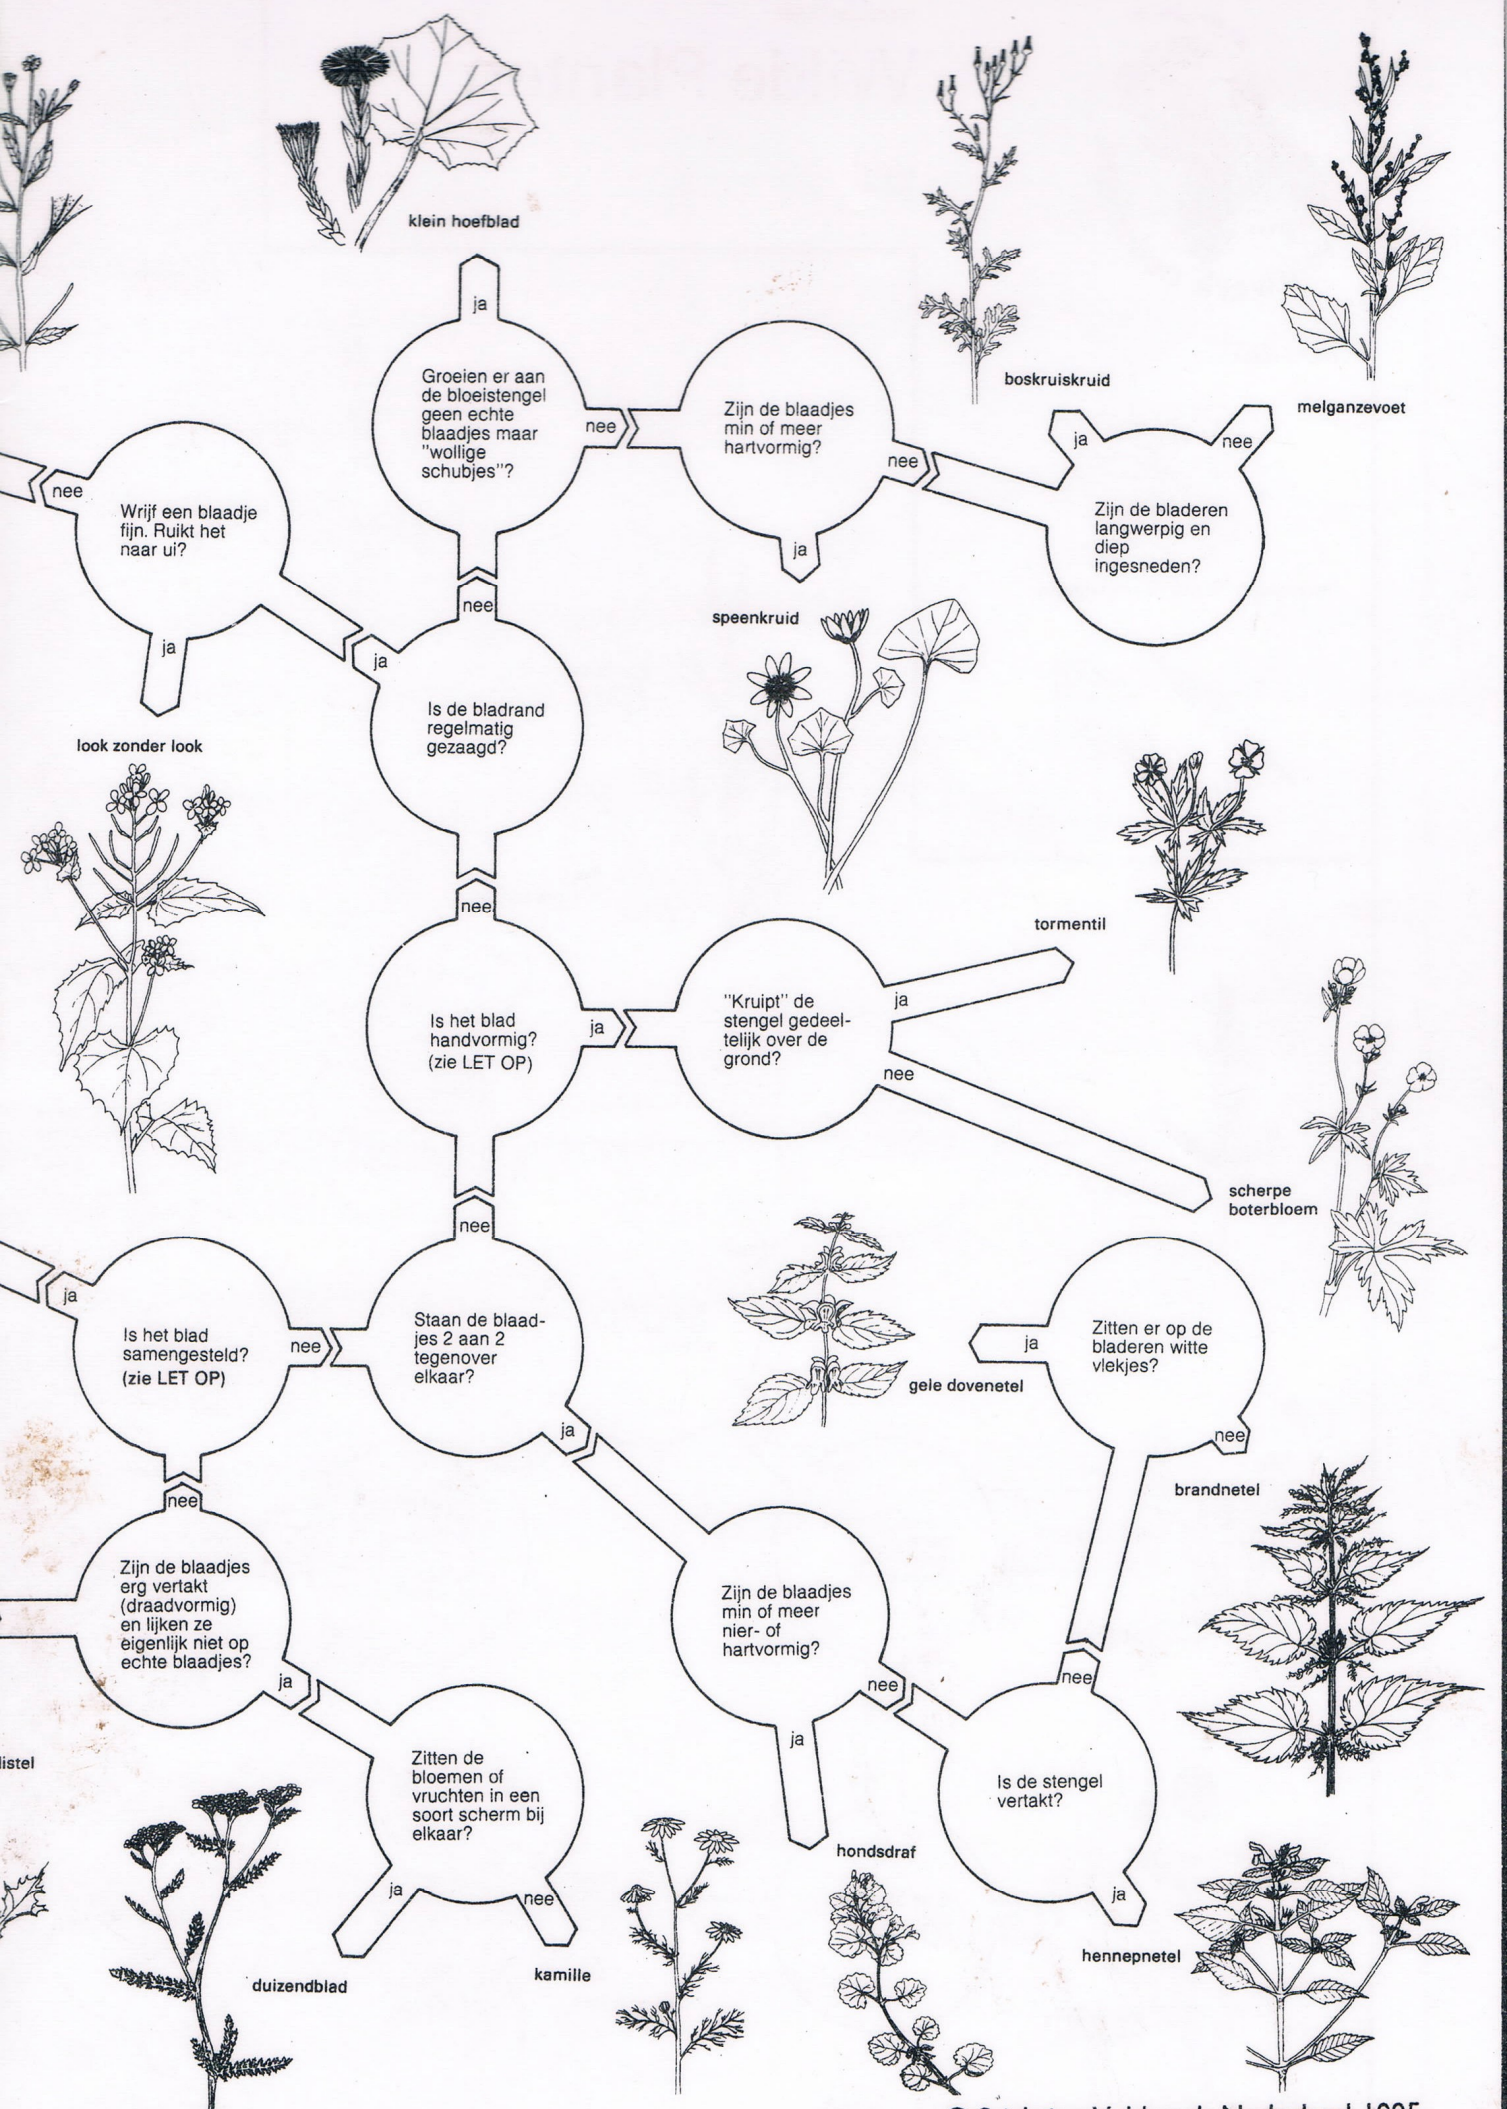 klein hoefblad
boskruiskruid
melganzevoet
ja
Groeien er aan
de bloeistengel
geen echte
blaadjes maar
"wollige
schubjes"?
nee
Zijn de blaadjes
min of meer
hartvormig?
nee
ja
ja
nee
Zijn de bladeren
langwerpig en
diep
ingesneden?
nee
Wrijf een blaadje
fijn. Ruikt het
naar ui?
ja
look zonder look
nee
ja
Is de bladrand
regelmatig
gezaagd?
speenkruid
nee
Is het blad
handvormig?
(zie LET OP)
ja
"Kruipt" de
stengel gedeel-
telijk over de
grond?
ja
nee
tormentil
scherpe
boterbloem
nee
ja
Is het blad
samengesteld?
(zie LET OP)
nee
Staan de blaad-
jes 2 aan 2
tegenover
elkaar?
ja
gele dovenetel
ja
Zitten er op de
bladeren witte
vlekjes?
nee
brandnetel
nee
Zijn de blaadjes
erg vertakt
(draadvormig)
en lijken ze
eigenlijk niet op
echte blaadjes?
ja
Zijn de blaadjes
min of meer
nier- of
hartvormig?
nee
ja
nee
Is de stengel
vertakt?
ja
Zitten de
bloemen of
vruchten in een
soort scherm bij
elkaar?
ja
nee
duizendblad
kamille
hondsdraf
hennepnetel
istel